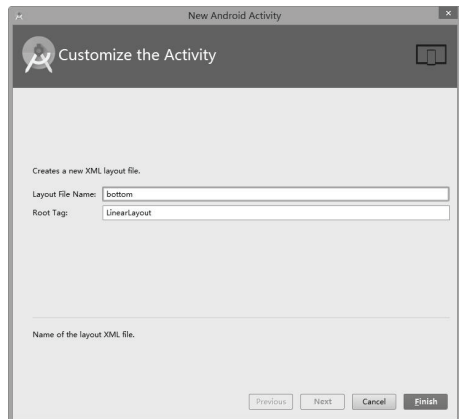 New Android Activity
Customize the Activity
Creates a new XML layout file.
Layout File Name: bottom
Root Tag: LinearLayout
Name of the layout XML file.
Previous Next Cancel Finish